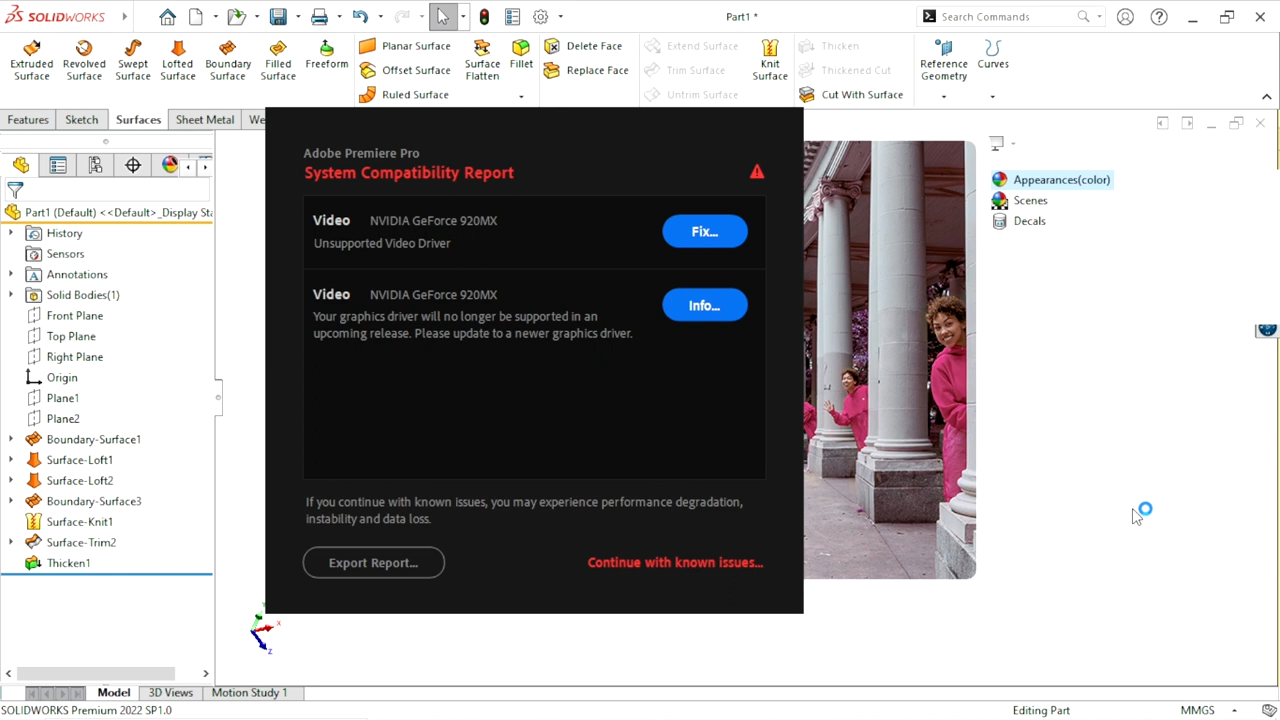 SOLIDWORKS
Part1 *
Search Commands
Extruded Surface
Revolved Surface
Swept Surface
Lofted Surface
Boundary Surface
Filled Surface
Freeform
Planar Surface
Offset Surface
Ruled Surface
Surface Flatten
Fillet
Delete Face
Replace Face
Extend Surface
Trim Surface
Untrim Surface
Knit Surface
Thicken
Thickened Cut
Cut With Surface
Reference Geometry
Curves
Features
Sketch
Surfaces
Sheet Metal
We
Part1 (Default) <<Default>_Display Sta
History
Sensors
Annotations
Solid Bodies(1)
Front Plane
Top Plane
Right Plane
Origin
Plane1
Plane2
Boundary-Surface1
Surface-Loft1
Surface-Loft2
Boundary-Surface3
Surface-Knit1
Surface-Trim2
Thicken1
Adobe Premiere Pro
System Compatibility Report
Video NVIDIA GeForce 920MX
Unsupported Video Driver
Fix...
Video NVIDIA GeForce 920MX
Your graphics driver will no longer be supported in an
upcoming release. Please update to a newer graphics driver.
Info...
If you continue with known issues, you may experience performance degradation,
instability and data loss.
Export Report...
Continue with known issues...
Appearances(color)
Scenes
Decals
X
Z
Model
3D Views
Motion Study 1
SOLIDWORKS Premium 2022 SP1.0
Editing Part
MMGS